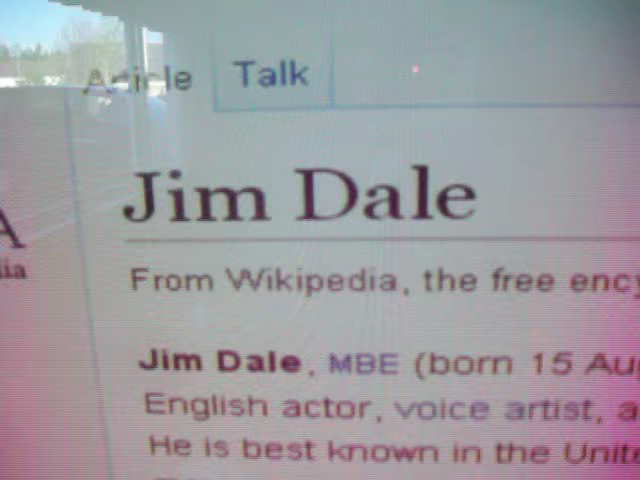 Article Talk
Jim Dale
A
ia
From Wikipedia, the free ency
Jim Dale, MBE (born 15 Au
English actor, voice artist, a
He is best known in the Unite